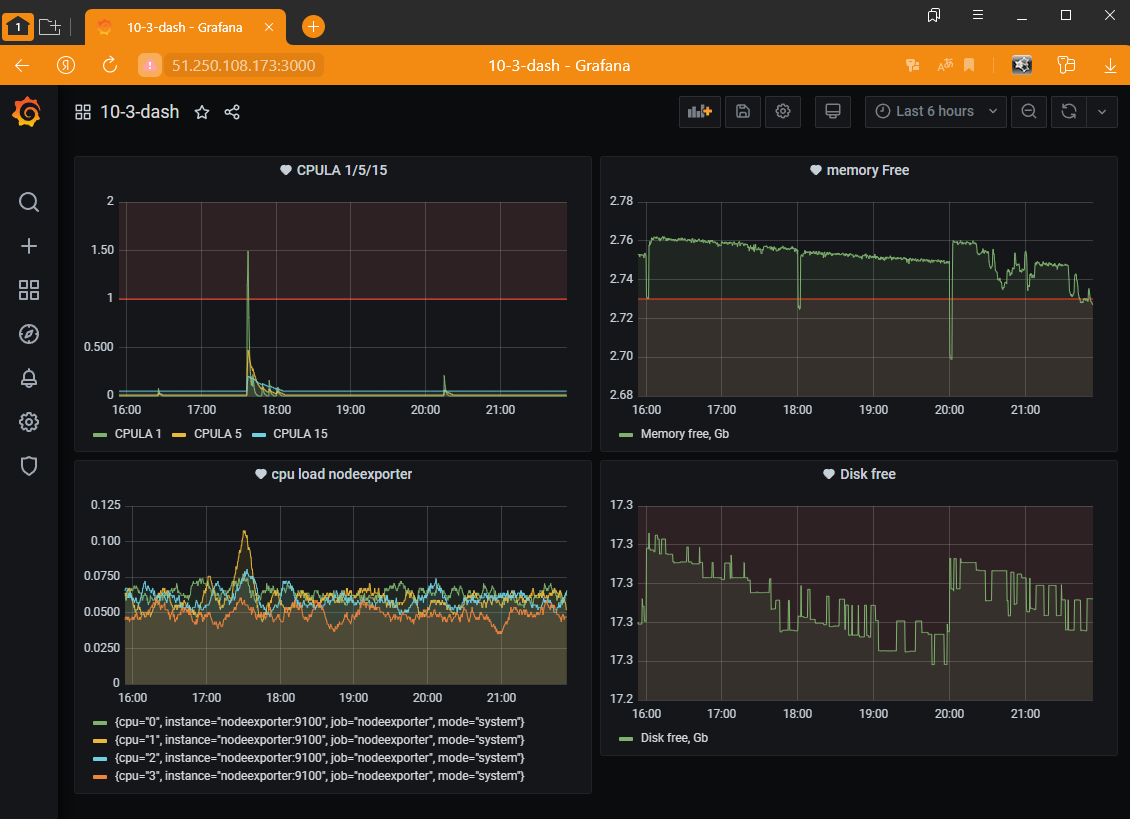 1
10-3-dash - Grafana
Я
51.250.108.173:3000
10-3-dash - Grafana
10-3-dash
Last 6 hours
CPULA 1/5/15
2
1.50
1
0.500
0
16:00 17:00 18:00 19:00 20:00 21:00
CPULA 1 CPULA 5 CPULA 15
memory Free
2.78
2.76
2.74
2.72
2.70
2.68
16:00 17:00 18:00 19:00 20:00 21:00
Memory free, Gb
cpu load nodeexporter
0.125
0.100
0.0750
0.0500
0.0250
0
16:00 17:00 18:00 19:00 20:00 21:00
{cpu="0", instance="nodeexporter:9100", job="nodeexporter", mode="system"}
{cpu="1", instance="nodeexporter:9100", job="nodeexporter", mode="system"}
{cpu="2", instance="nodeexporter:9100", job="nodeexporter", mode="system"}
{cpu="3", instance="nodeexporter:9100", job="nodeexporter", mode="system"}
Disk free
17.3
17.3
17.3
17.3
17.3
17.2
16:00 17:00 18:00 19:00 20:00 21:00
Disk free, Gb